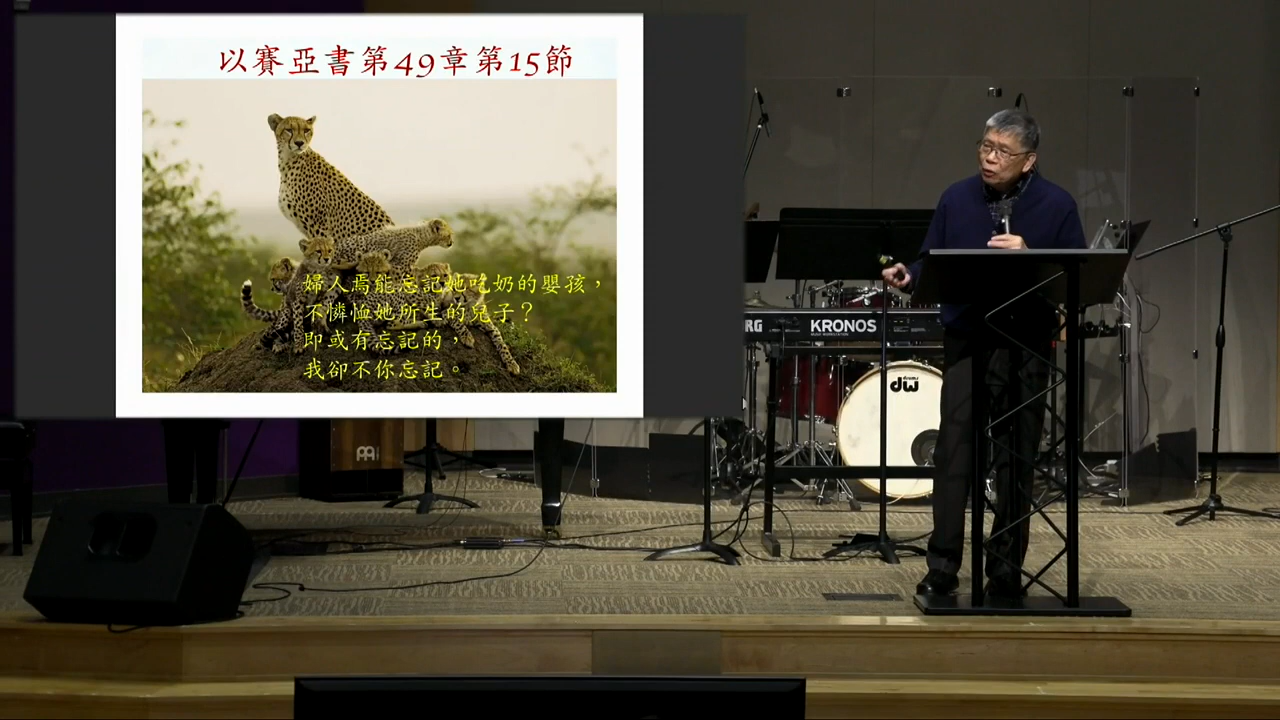 以賽亞書第49章第15節
婦人焉能忘記她吃奶的嬰孩，
不憐恤她所生的兒子？
即或有忘記的，
我卻不你忘記。
RG
KRONOS
dw